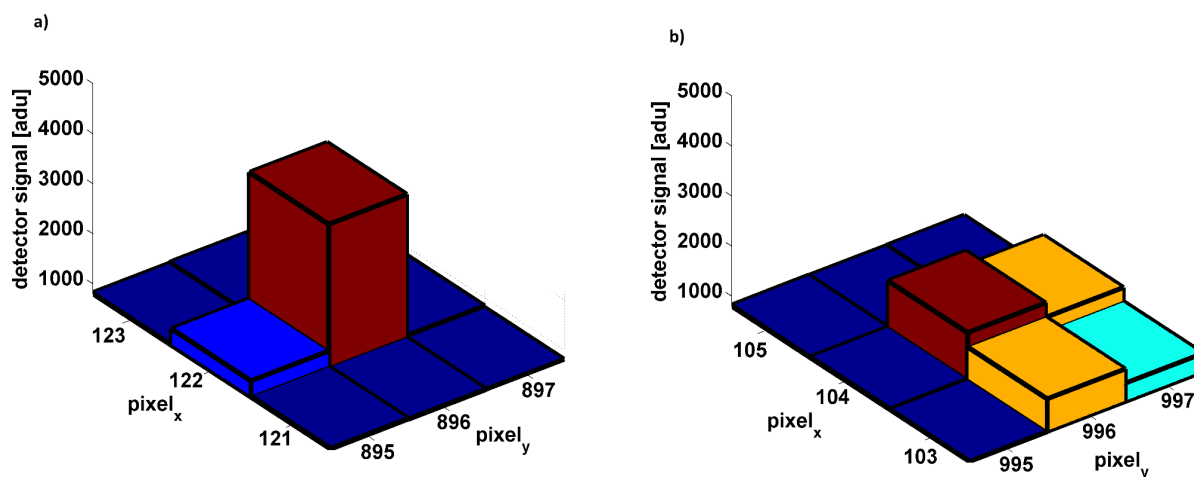 a)
detector signal [adu]
5000
4000
3000
2000
1000
123
122
121
pixelx
895
896
897
pixely
b)
detector signal [adu]
5000
4000
3000
2000
1000
105
104
103
pixelx
995
996
997
pixely